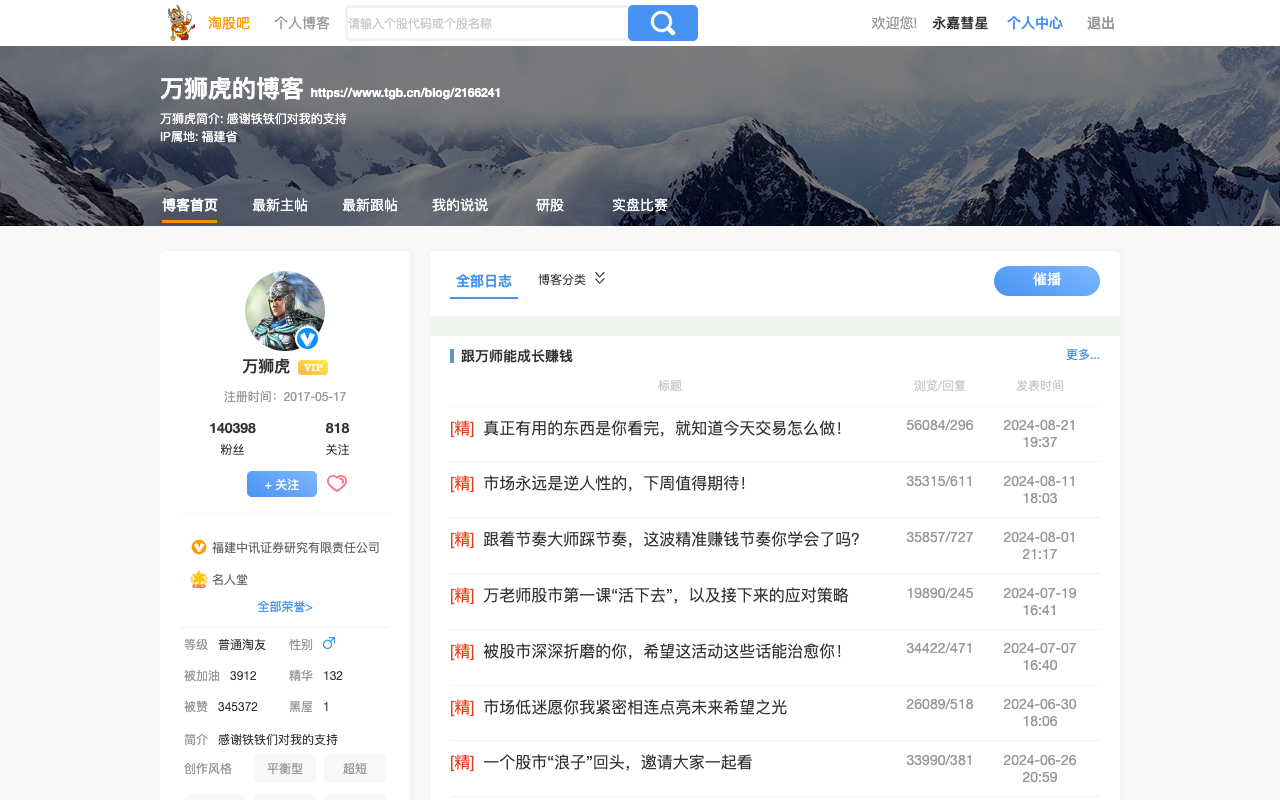 淘股吧 个人博客 请输入个股代码或个股名称 欢迎您! 永嘉彗星 个人中心 退出
万狮虎的博客 https://www.tgb.cn/blog/2166241
万狮虎简介: 感谢铁铁们对我的支持
IP属地: 福建省
博客首页 最新主帖 最新跟帖 我的说说 研股 实盘比赛
万狮虎 VIP
注册时间：2017-05-17
140398 818
粉丝 关注
+ 关注
福建中讯证券研究有限责任公司
名人堂
全部荣誉>
等级 普通淘友 性别
被加油 3912 精华 132
被赞 345372 黑屋 1
简介 感谢铁铁们对我的支持
创作风格 平衡型 超短
全部日志 博客分类 催播
跟万师能成长赚钱 更多...
标题 浏览/回复 发表时间
[精] 真正有用的东西是你看完，就知道今天交易怎么做！ 56084/296 2024-08-21
19:37
[精] 市场永远是逆人性的，下周值得期待！ 35315/611 2024-08-11
18:03
[精] 跟着节奏大师踩节奏，这波精准赚钱节奏你学会了吗? 35857/727 2024-08-01
21:17
[精] 万老师股市第一课“活下去”，以及接下来的应对策略 19890/245 2024-07-19
16:41
[精] 被股市深深折磨的你，希望这活动这些话能治愈你！ 34422/471 2024-07-07
16:40
[精] 市场低迷愿你我紧密相连点亮未来希望之光 26089/518 2024-06-30
18:06
[精] 一个股市“浪子”回头，邀请大家一起看 33990/381 2024-06-26
20:59